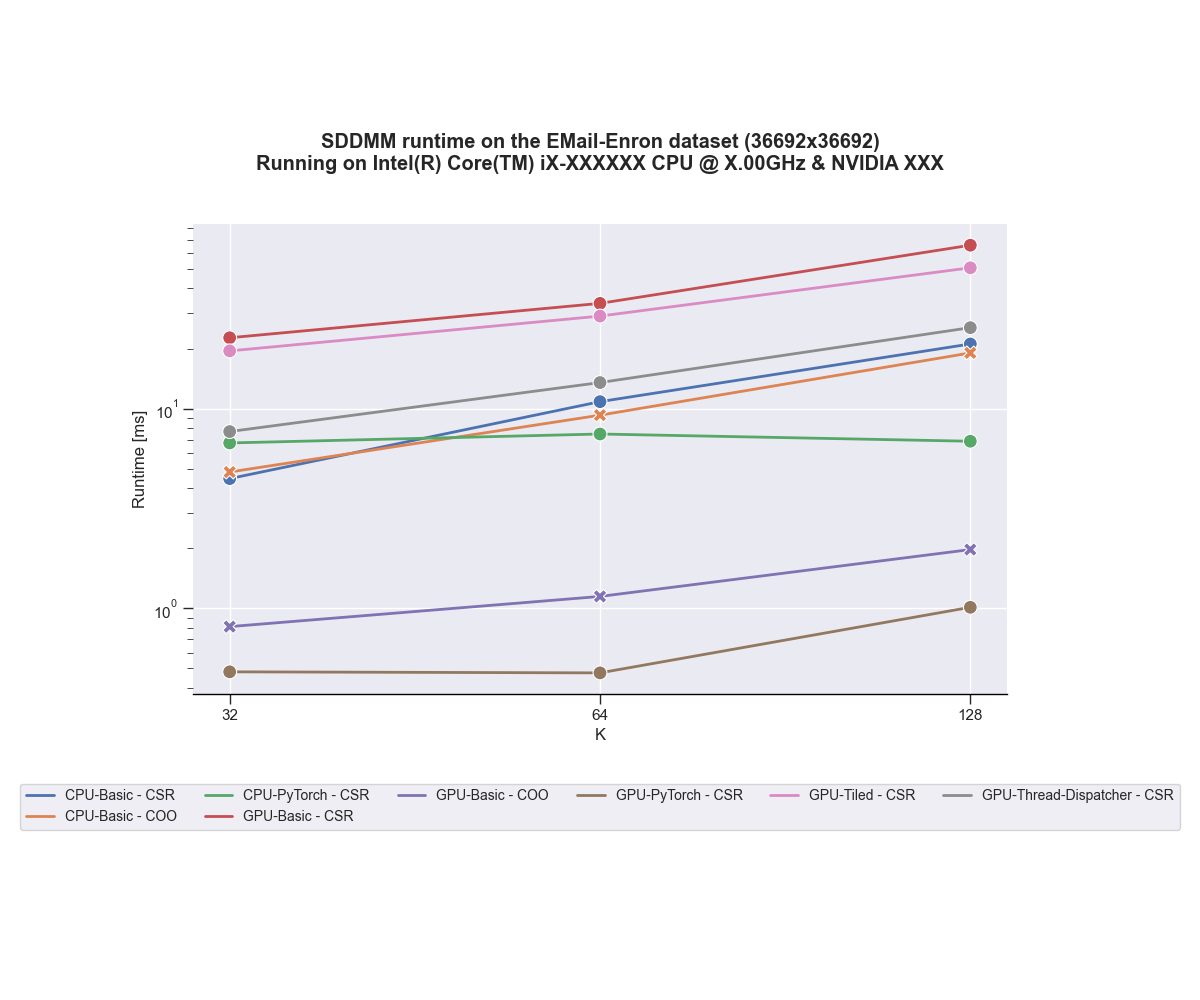 SDDMM runtime on the EMail-Enron dataset (36692x36692)
Running on Intel(R) Core(TM) iX-XXXXXX CPU @ X.00GHz & NVIDIA XXX
Runtime [ms]
10^1
10^0
32 64 128
K
CPU-Basic - CSR CPU-PyTorch - CSR GPU-Basic - COO GPU-PyTorch - CSR GPU-Tiled - CSR GPU-Thread-Dispatcher - CSR
CPU-Basic - COO GPU-Basic - CSR